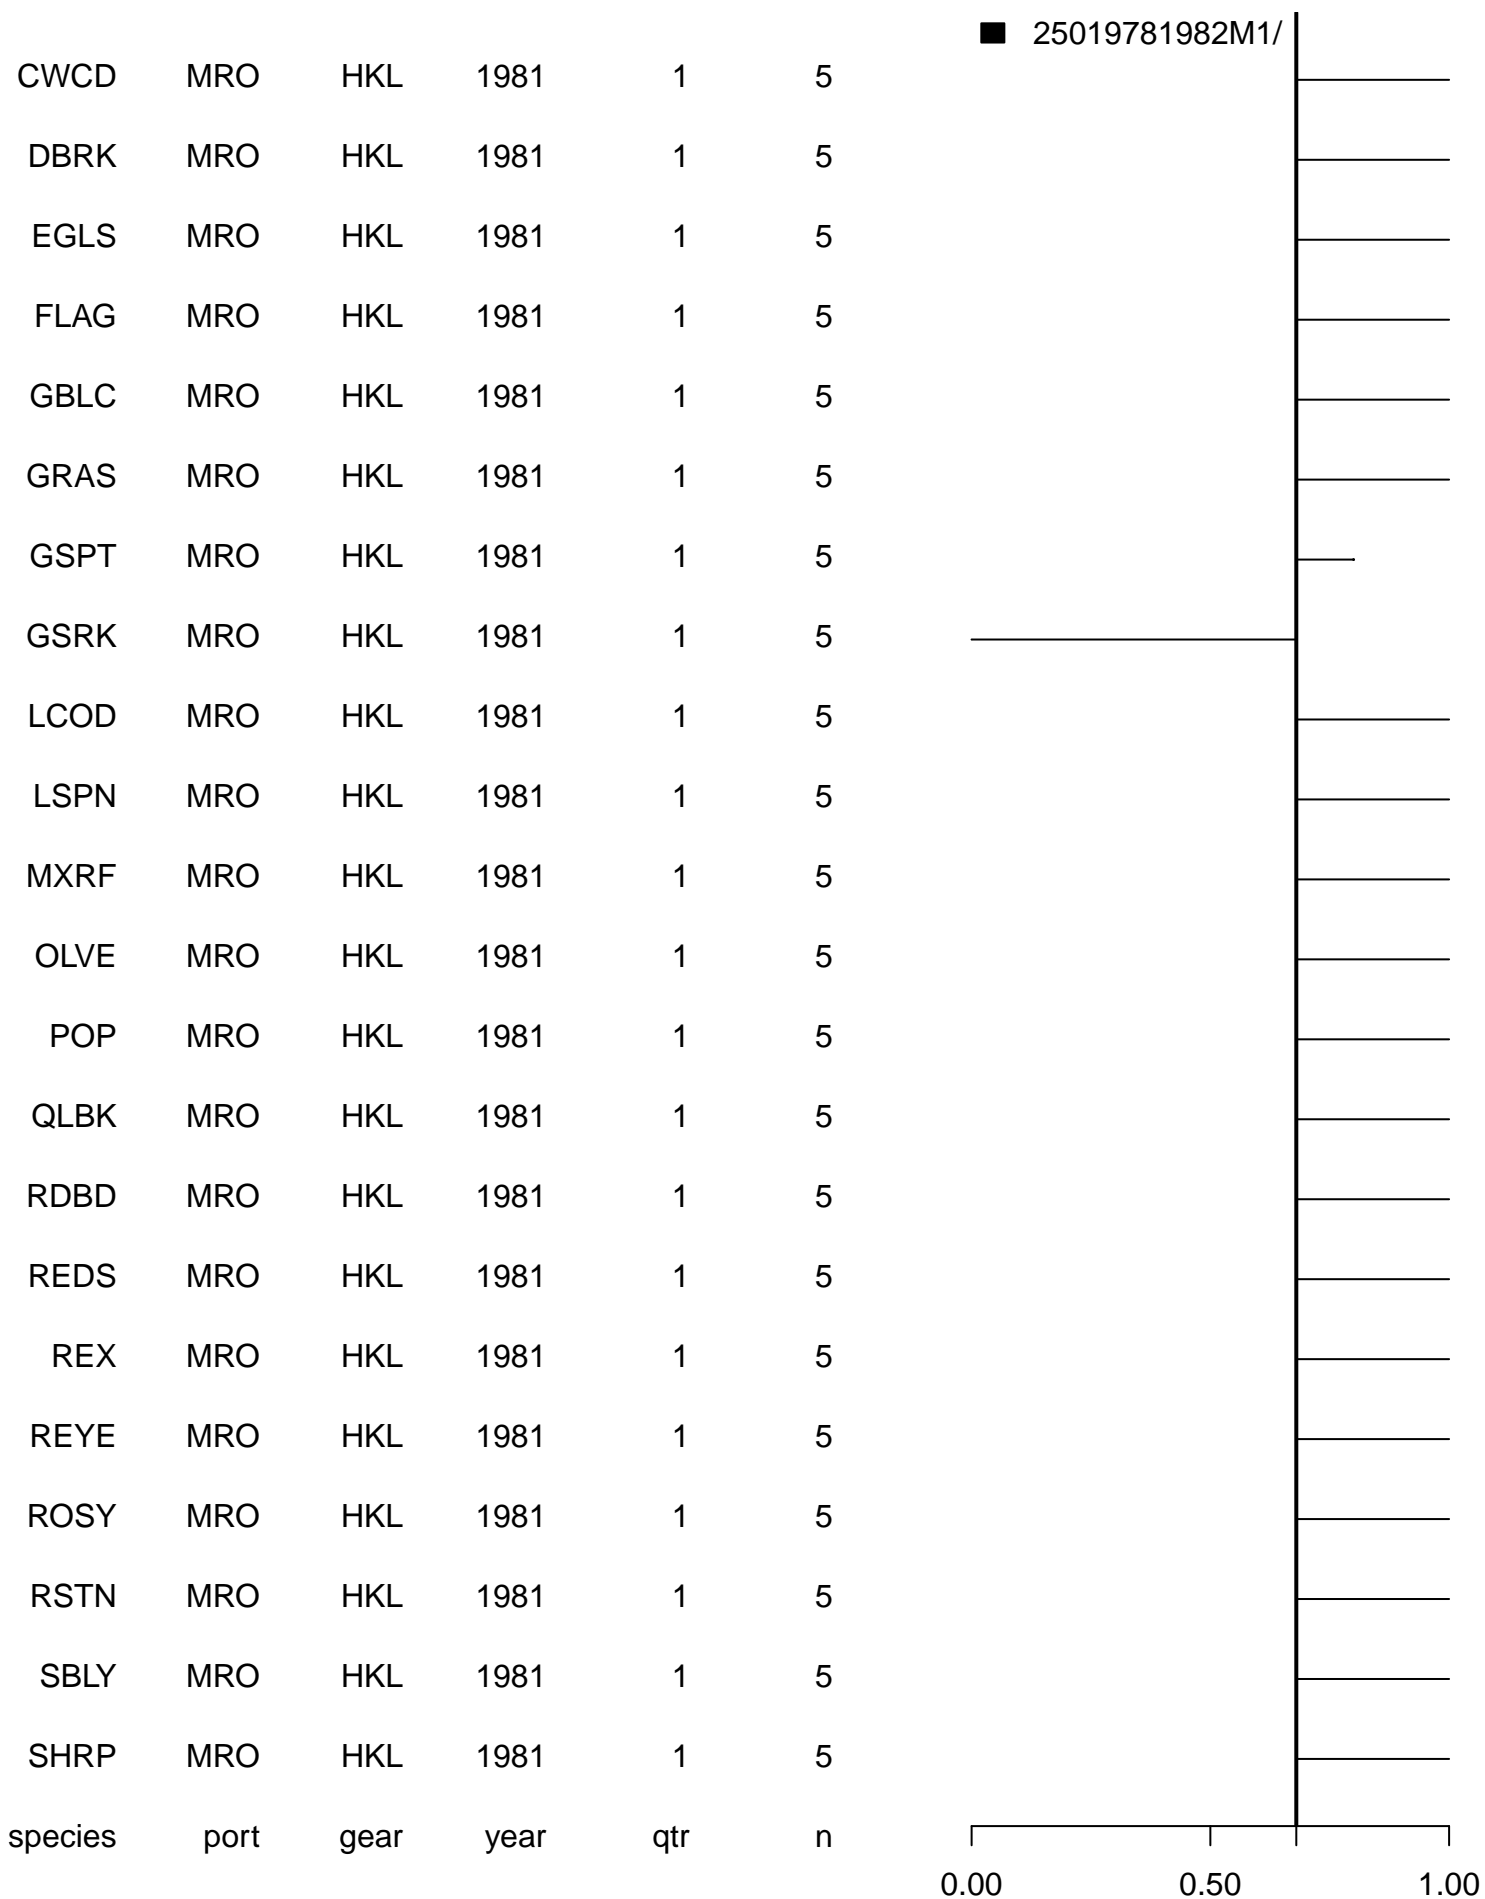 25019781982M1/
CWCD MRO HKL 1981 1 5
DBRK MRO HKL 1981 1 5
EGLS MRO HKL 1981 1 5
FLAG MRO HKL 1981 1 5
GBLC MRO HKL 1981 1 5
GRAS MRO HKL 1981 1 5
GSPT MRO HKL 1981 1 5
GSRK MRO HKL 1981 1 5
LCOD MRO HKL 1981 1 5
LSPN MRO HKL 1981 1 5
MXRF MRO HKL 1981 1 5
OLVE MRO HKL 1981 1 5
POP MRO HKL 1981 1 5
QLBK MRO HKL 1981 1 5
RDBD MRO HKL 1981 1 5
REDS MRO HKL 1981 1 5
REX MRO HKL 1981 1 5
REYE MRO HKL 1981 1 5
ROSY MRO HKL 1981 1 5
RSTN MRO HKL 1981 1 5
SBLY MRO HKL 1981 1 5
SHRP MRO HKL 1981 1 5
species port gear year qtr n
0.00 0.50 1.00